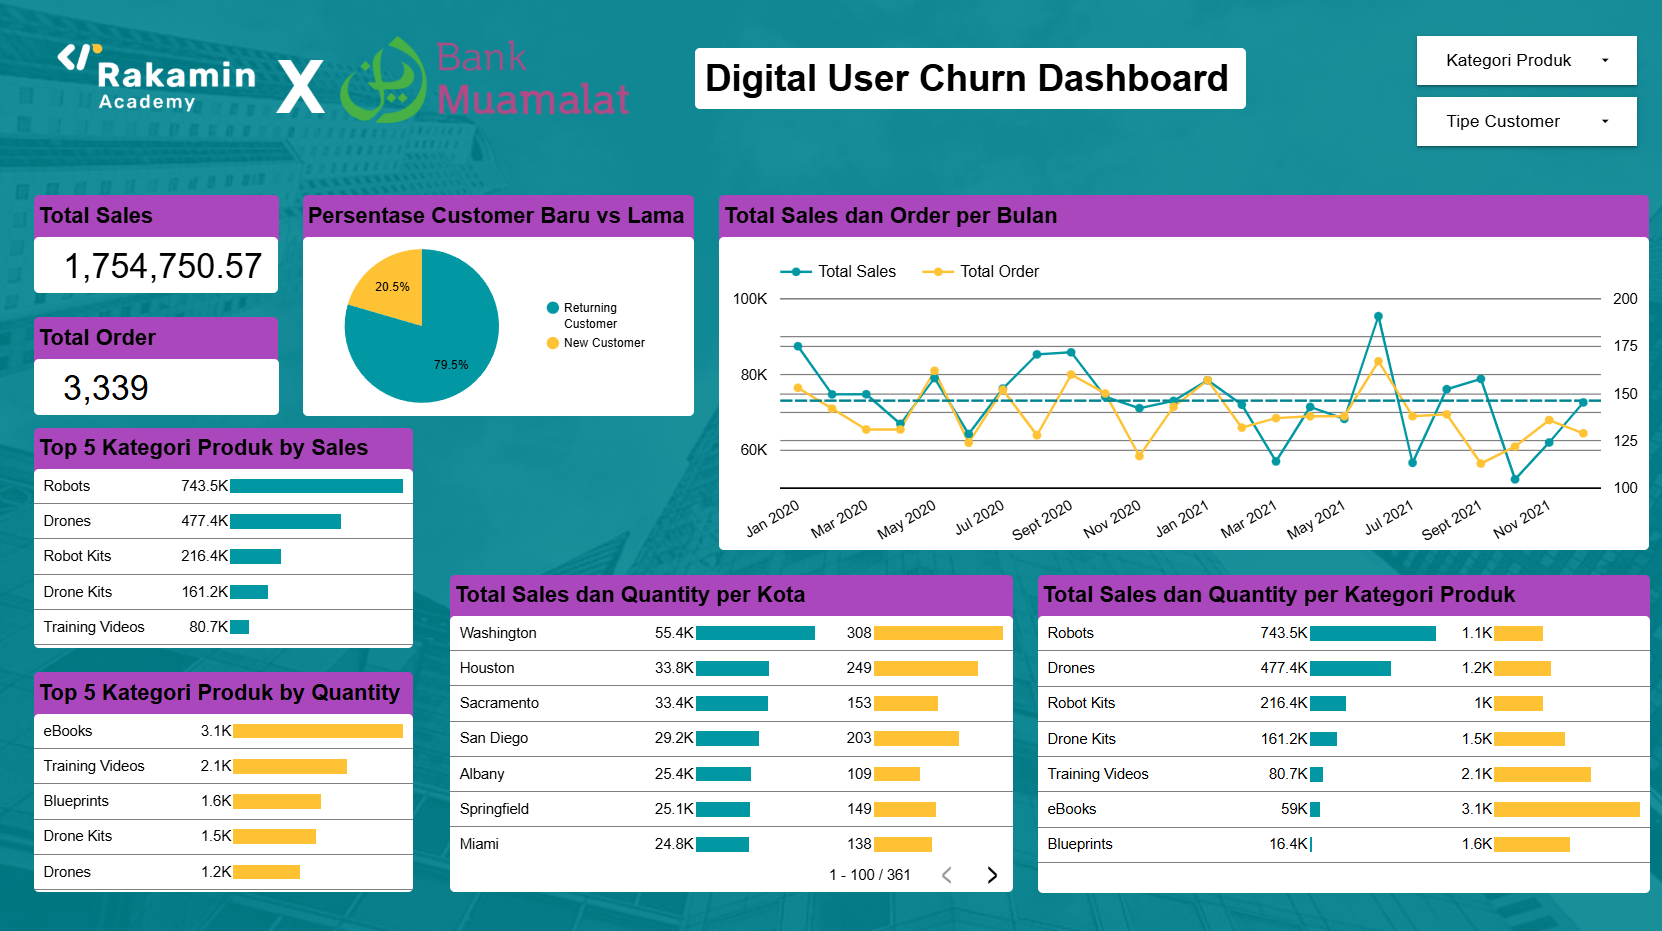 Rakamin
Academy
X
Bank
Muamalat
Digital User Churn Dashboard
Kategori Produk
Tipe Customer
Total Sales
1,754,750.57
Total Order
3,339
Persentase Customer Baru vs Lama
20.5%
79.5%
Returning
Customer
New Customer
Total Sales dan Order per Bulan
Total Sales Total Order
100K 200
175
80K
150
125
60K
100
Jan 2020 Mar 2020 May 2020 Jul 2020 Sept 2020 Nov 2020 Jan 2021 Mar 2021 May 2021 Jul 2021 Sept 2021 Nov 2021
Top 5 Kategori Produk by Sales
Robots 743.5K
Drones 477.4K
Robot Kits 216.4K
Drone Kits 161.2K
Training Videos 80.7K
Top 5 Kategori Produk by Quantity
eBooks 3.1K
Training Videos 2.1K
Blueprints 1.6K
Drone Kits 1.5K
Drones 1.2K
Total Sales dan Quantity per Kota
Washington 55.4K 308
Houston 33.8K 249
Sacramento 33.4K 153
San Diego 29.2K 203
Albany 25.4K 109
Springfield 25.1K 149
Miami 24.8K 138
1 - 100 / 361
Total Sales dan Quantity per Kategori Produk
Robots 743.5K 1.1K
Drones 477.4K 1.2K
Robot Kits 216.4K 1K
Drone Kits 161.2K 1.5K
Training Videos 80.7K 2.1K
eBooks 59K 3.1K
Blueprints 16.4K 1.6K